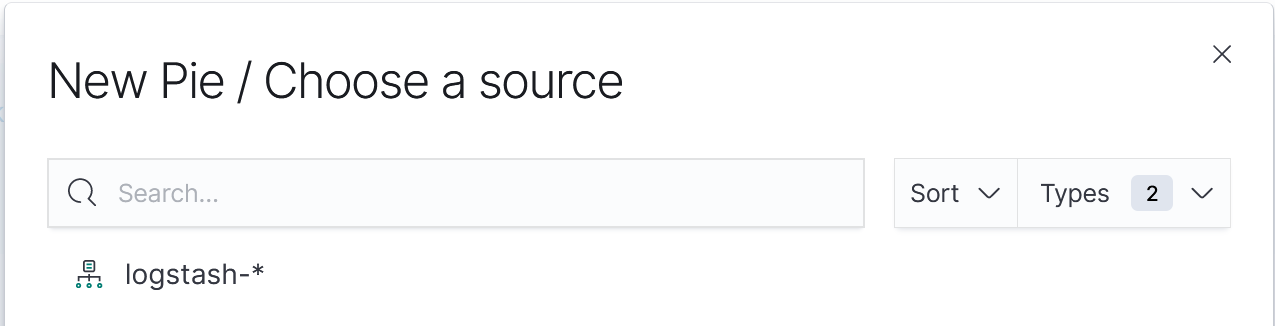 New Pie / Choose a source
Search... Sort Types 2
logstash-*